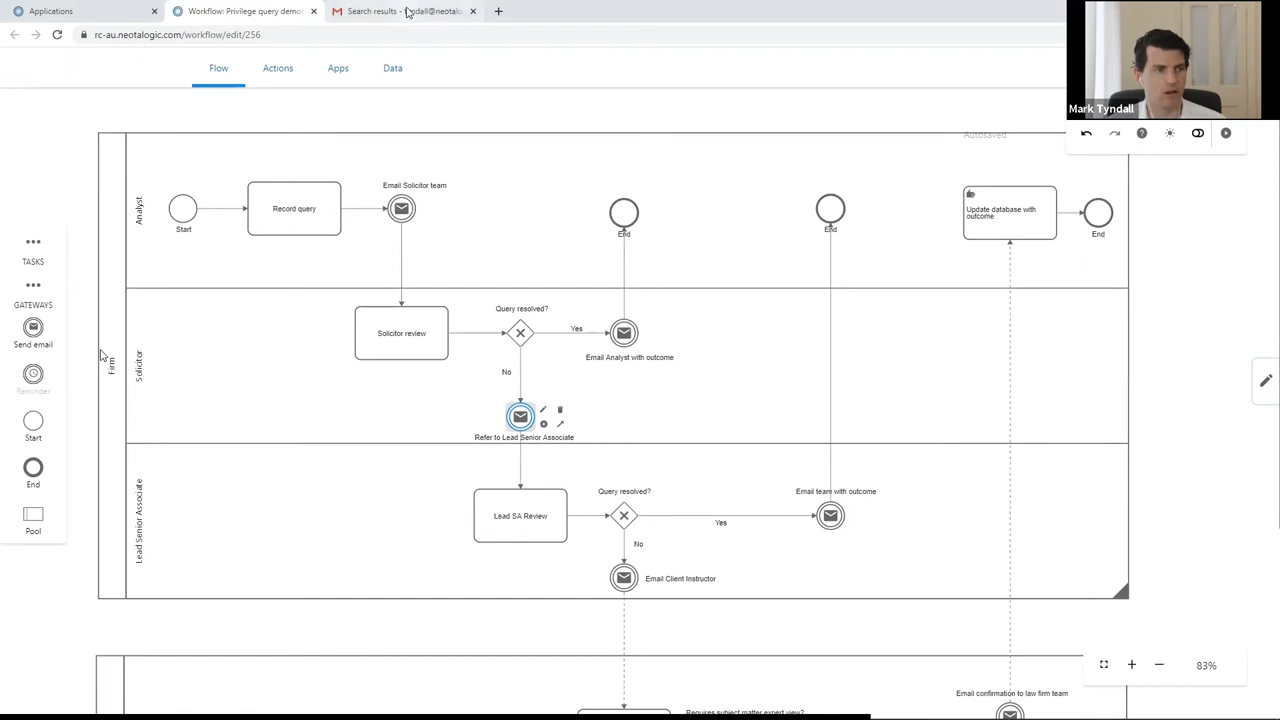 Applications
Workflow: Privilege query demo
Search results - tyndall@neotalo
rc-au.neotalogic.com/workflow/edit/256
Flow
Actions
Apps
Data
Mark Tyndall
Autosaved
TASKS
GATEWAYS
Send email
Reminder
Start
End
Pool
Firm
Analyst
Start
Record query
Email Solicitor team
End
End
Update database with
outcome
End
Solicitor
Solicitor review
Query resolved?
Yes
Email Analyst with outcome
No
Refer to Lead Senior Associate
Lead Senior Associate
Lead SA Review
Query resolved?
Yes
Email team with outcome
No
Email Client Instructor
83%
Email confirmation to law firm team
Requires subject matter expert view?